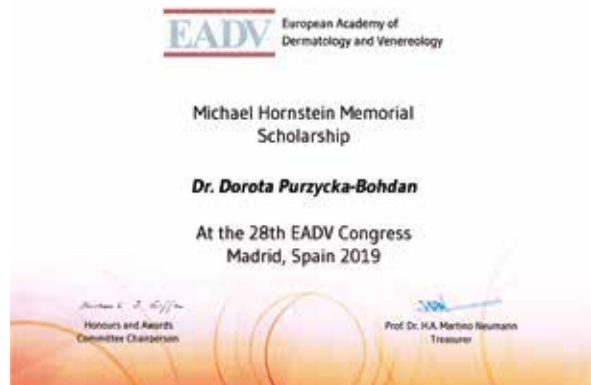 EADV
European Academy of
Dermatology and Venereology
Michael Hornstein Memorial
Scholarship
Dr. Dorota Purzycka-Bohdan
At the 28th EADV Congress
Madrid, Spain 2019
Honours and Awards
Committee Chairperson
Prof. Dr. H.A. Martino Neumann
Treasurer